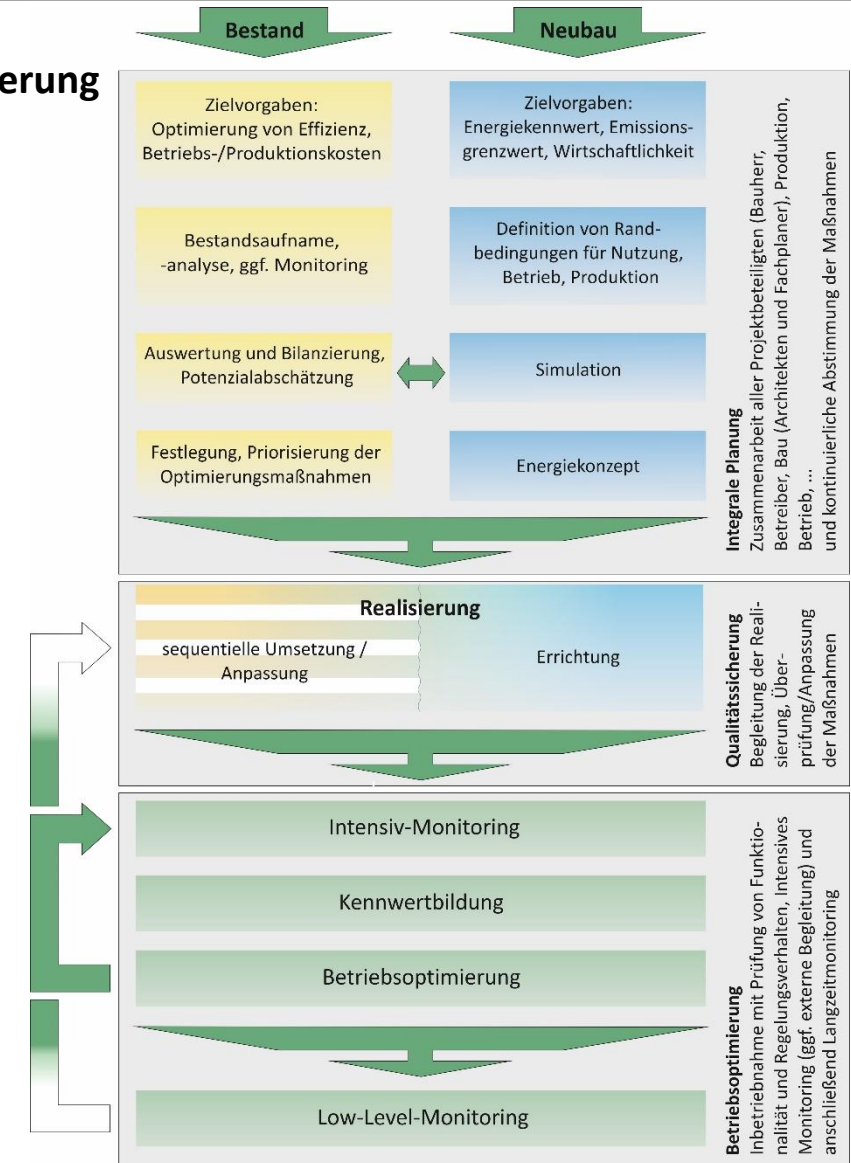 Bestand
Neubau
erung
Zielvorgaben:
Optimierung von Effizienz,
Betriebs-/Produktionskosten
Zielvorgaben:
Energiekennwert, Emissions-
grenzwert, Wirtschaftlichkeit
Bestandsaufname,
-analyse, ggf. Monitoring
Definition von Rand-
bedingungen für Nutzung,
Betrieb, Produktion
Auswertung und Bilanzierung,
Potenzialabschätzung
Simulation
Festlegung, Priorisierung der
Optimierungsmaßnahmen
Energiekonzept
Integrale Planung
Zusammenarbeit aller Projektbeteiligten (Bauherr,
Betreiber, Bau (Architekten und Fachplaner), Produktion,
Betrieb, ...
und kontinuierliche Abstimmung der Maßnahmen
Realisierung
sequentielle Umsetzung /
Anpassung
Errichtung
Qualitätssicherung
Begleitung der Reali-
sierung, Über-
prüfung/Anpassung
der Maßnahmen
Intensiv-Monitoring
Kennwertbildung
Betriebsoptimierung
Low-Level-Monitoring
Betriebsoptimierung
Inbetriebnahme mit Prüfung von Funktio-
nalität und Regelungsverhalten, Intensives
Monitoring (ggf. externe Begleitung) und
anschließend Langzeitmonitoring